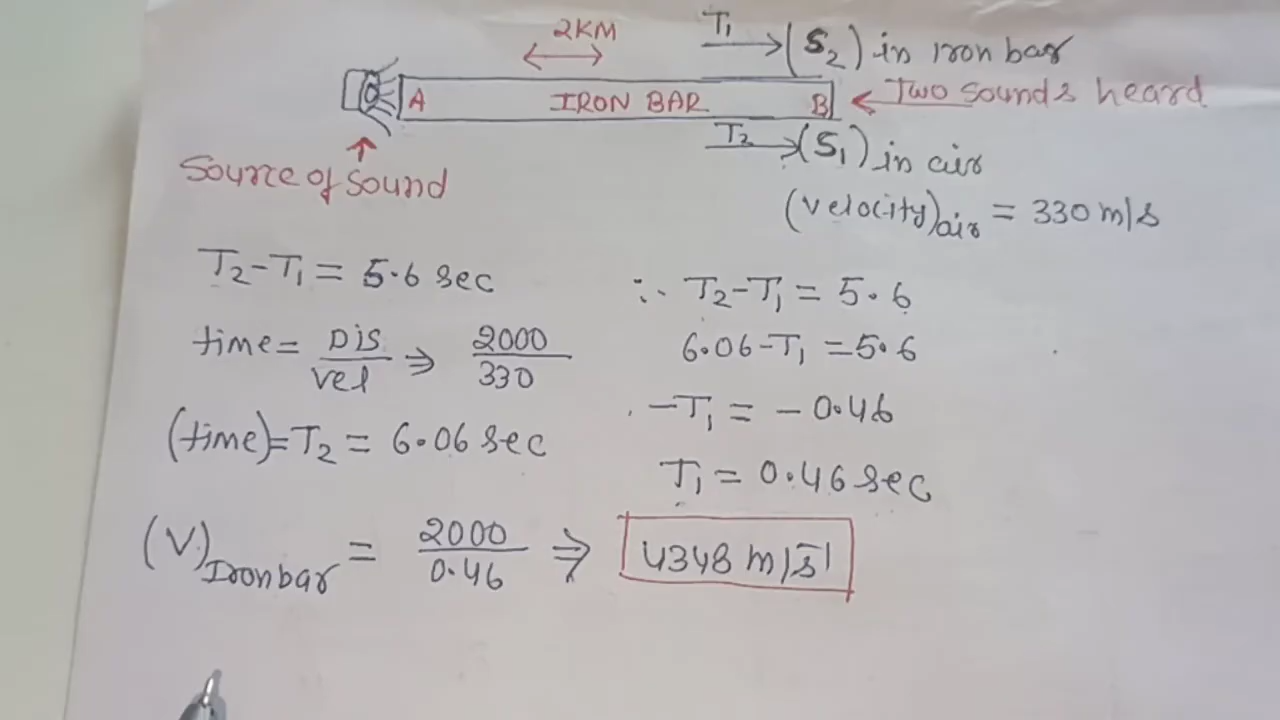 2KM
T₁ → (S₂) in iron bar
A IRON BAR B ← Two sounds heard
T₂ → (S₁) in air
Source of Sound
(velocity)air = 330 m/s
T₂-T₁ = 5.6 sec
time = Dis/vel ⇒ 2000/330
(time)=T₂ = 6.06 sec
∵ T₂-T₁ = 5.6
6.06-T₁ = 5.6
-T₁ = -0.46
T₁ = 0.46 sec
(V)Iron bar = 2000/0.46 ⇒ 4348 m/s